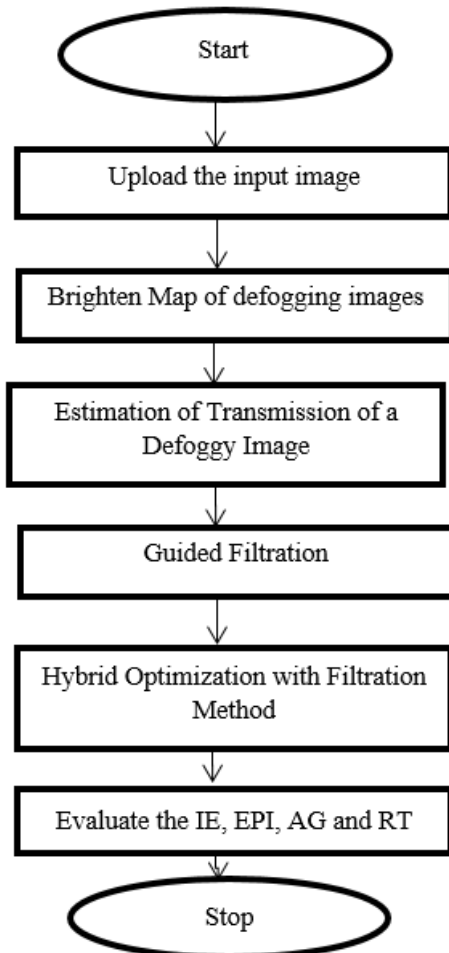 Start
Upload the input image
Brighten Map of defogging images
Estimation of Transmission of a
Defoggy Image
Guided Filtration
Hybrid Optimization with Filtration
Method
Evaluate the IE, EPI, AG and RT
Stop